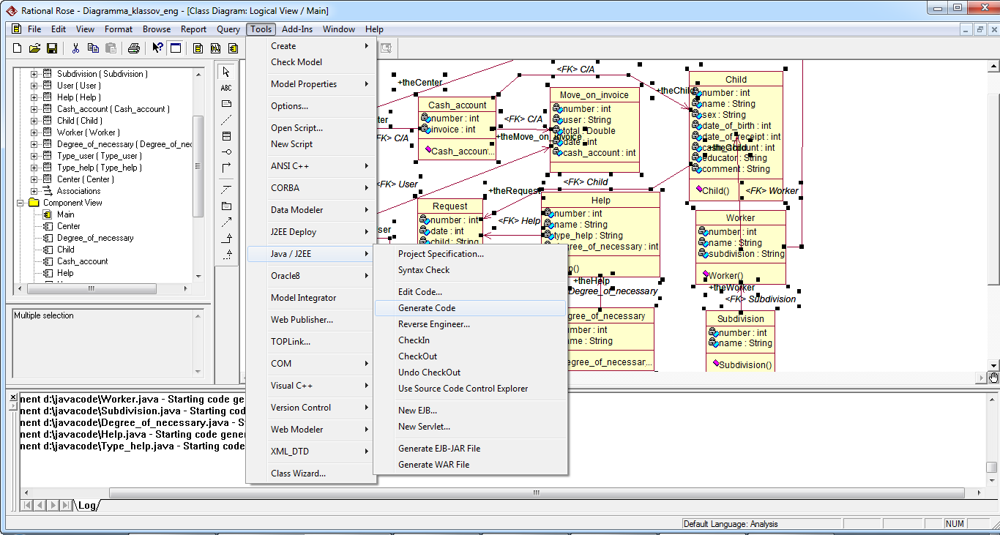 Rational Rose - Diagramma_klassov_eng - [Class Diagram: Logical View / Main]
File Edit View Format Browse Report Query Tools Add-Ins Window Help
Subdivision ( Subdivision )
User ( User )
Help ( Help )
Cash_account ( Cash_account )
Child ( Child )
Worker ( Worker )
Degree_of_necessary ( Degree_of_nec
Type_user ( Type_user )
Type_help ( Type_help )
Center ( Center )
Associations
Component View
Main
Center
Degree_of_necessary
Child
Cash_account
Help
Multiple selection
ABC
Create
Check Model
Model Properties
Options...
Open Script...
New Script
ANSI C++
CORBA
Data Modeler
J2EE Deploy
Java / J2EE
Oracle8
Model Integrator
Web Publisher...
TOPLink...
COM
Visual C++
Version Control
Web Modeler
XML_DTD
Class Wizard...
Project Specification...
Syntax Check
Edit Code...
Generate Code
Reverse Engineer...
CheckIn
CheckOut
Undo CheckOut
Use Source Code Control Explorer
New EJB...
New Servlet...
Generate EJB-JAR File
Generate WAR File
+theCenter
<FK> C/A
Cash_account
number : int
invoice : int
Cash_accoun...
<FK> C/A
FK> C/A
+theMove_on_invoice
Move_on_invoice
number : int
user : String
total : Double
date : int
cash_account : int
+theChild
Child
number : int
name : String
sex : String
date_of_birth : int
date_of_receipt : int
cash_account : int
educator : String
comment : String
Child()
<FK> User
<FK> Child
+theRequest
Request
number : int
date : int
child : String
<FK> Help
Help
number : int
name : String
type_help : String
degree_of_necessary : int
p()
+theHelp
Degree_of_necessary
gree_of_necessary
mber : int
me : String
egree_of_necessar...
<FK> Worker
Worker
number : int
name : String
subdivision : String
Worker()
+theWorker
<FK> Subdivision
Subdivision
number : int
name : String
Subdivision()
nent d:\javacode\Worker.java - Starting code ge
nent d:\javacode\Subdivision.java - Starting cod
nent d:\javacode\Degree_of_necessary.java - S
nent d:\javacode\Help.java - Starting code gener
nent d:\javacode\Type_help.java - Starting code
Log
Default Language: Analysis
NUM